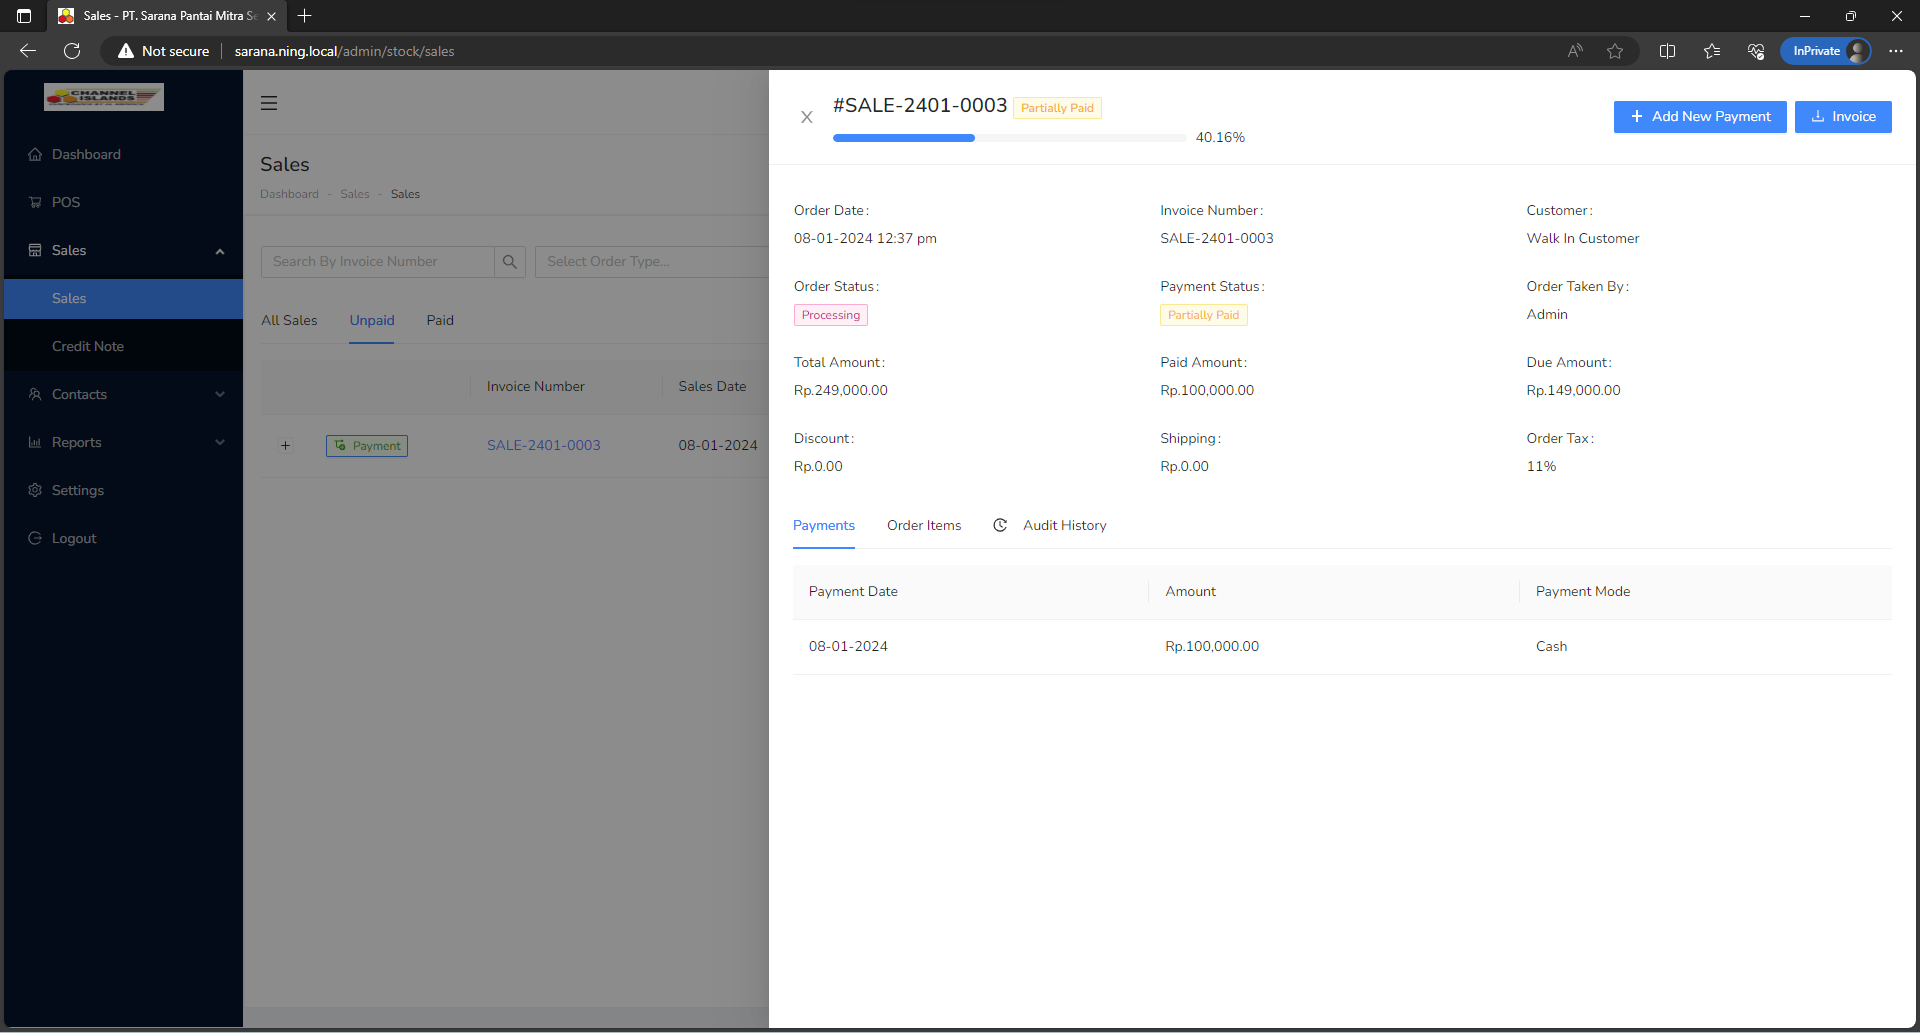 Sales - PT. Sarana Pantai Mitra Se
Not secure
sarana.ning.local/admin/stock/sales
InPrivate
CHANNEL
ISLANDS
Dashboard
POS
Sales
Sales
Credit Note
Contacts
Reports
Settings
Logout
Sales
Dashboard - Sales - Sales
Search By Invoice Number
Select Order Type...
All Sales Unpaid Paid
Invoice Number Sales Date
+ Payment SALE-2401-0003 08-01-2024
X
#SALE-2401-0003 Partially Paid
40.16%
+ Add New Payment
Invoice
Order Date: Invoice Number: Customer:
08-01-2024 12:37 pm SALE-2401-0003 Walk In Customer
Order Status: Payment Status: Order Taken By:
Processing Partially Paid Admin
Total Amount: Paid Amount: Due Amount:
Rp.249,000.00 Rp.100,000.00 Rp.149,000.00
Discount: Shipping: Order Tax:
Rp.0.00 Rp.0.00 11%
Payments Order Items Audit History
Payment Date Amount Payment Mode
08-01-2024 Rp.100,000.00 Cash